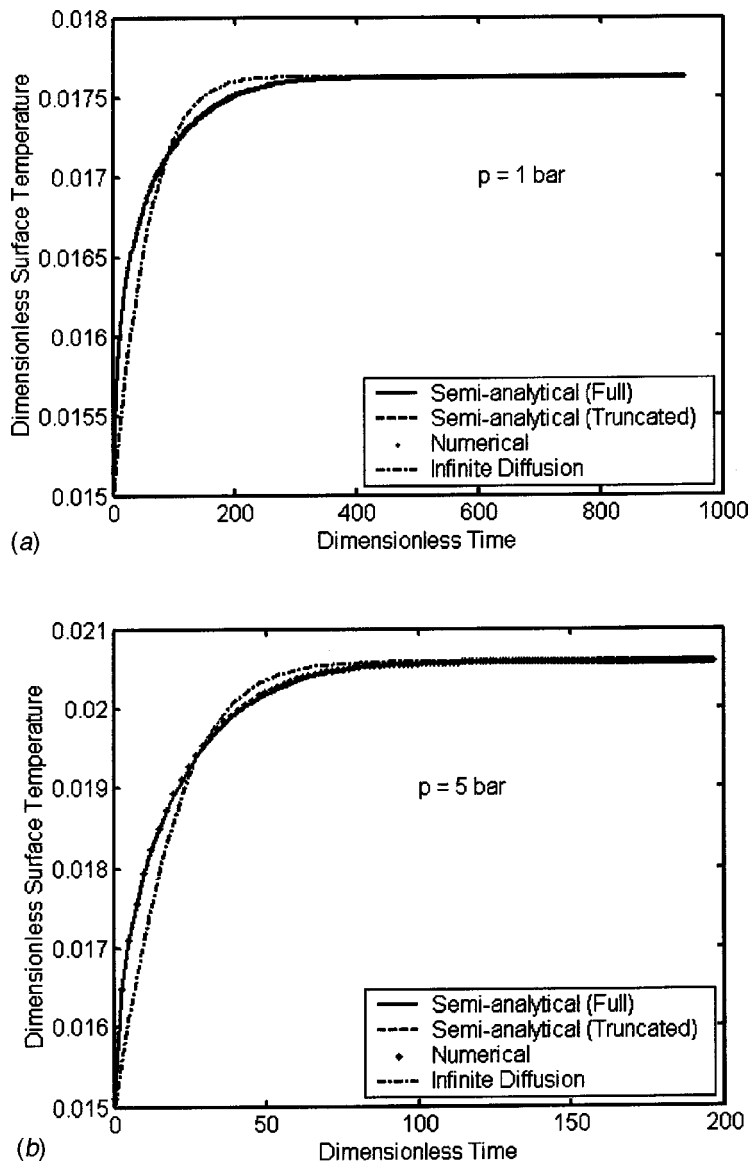 0.018
0.0175
0.017
0.0165
0.016
0.0155
0.015
Dimensionless Surface Temperature
p = 1 bar
Semi-analytical (Full)
Semi-analytical (Truncated)
Numerical
Infinite Diffusion
0 200 400 600 800 1000
Dimensionless Time
(a)
0.021
0.02
0.019
0.018
0.017
0.016
0.015
Dimensionless Surface Temperature
p = 5 bar
Semi-analytical (Full)
Semi-analytical (Truncated)
Numerical
Infinite Diffusion
0 50 100 150 200
Dimensionless Time
(b)